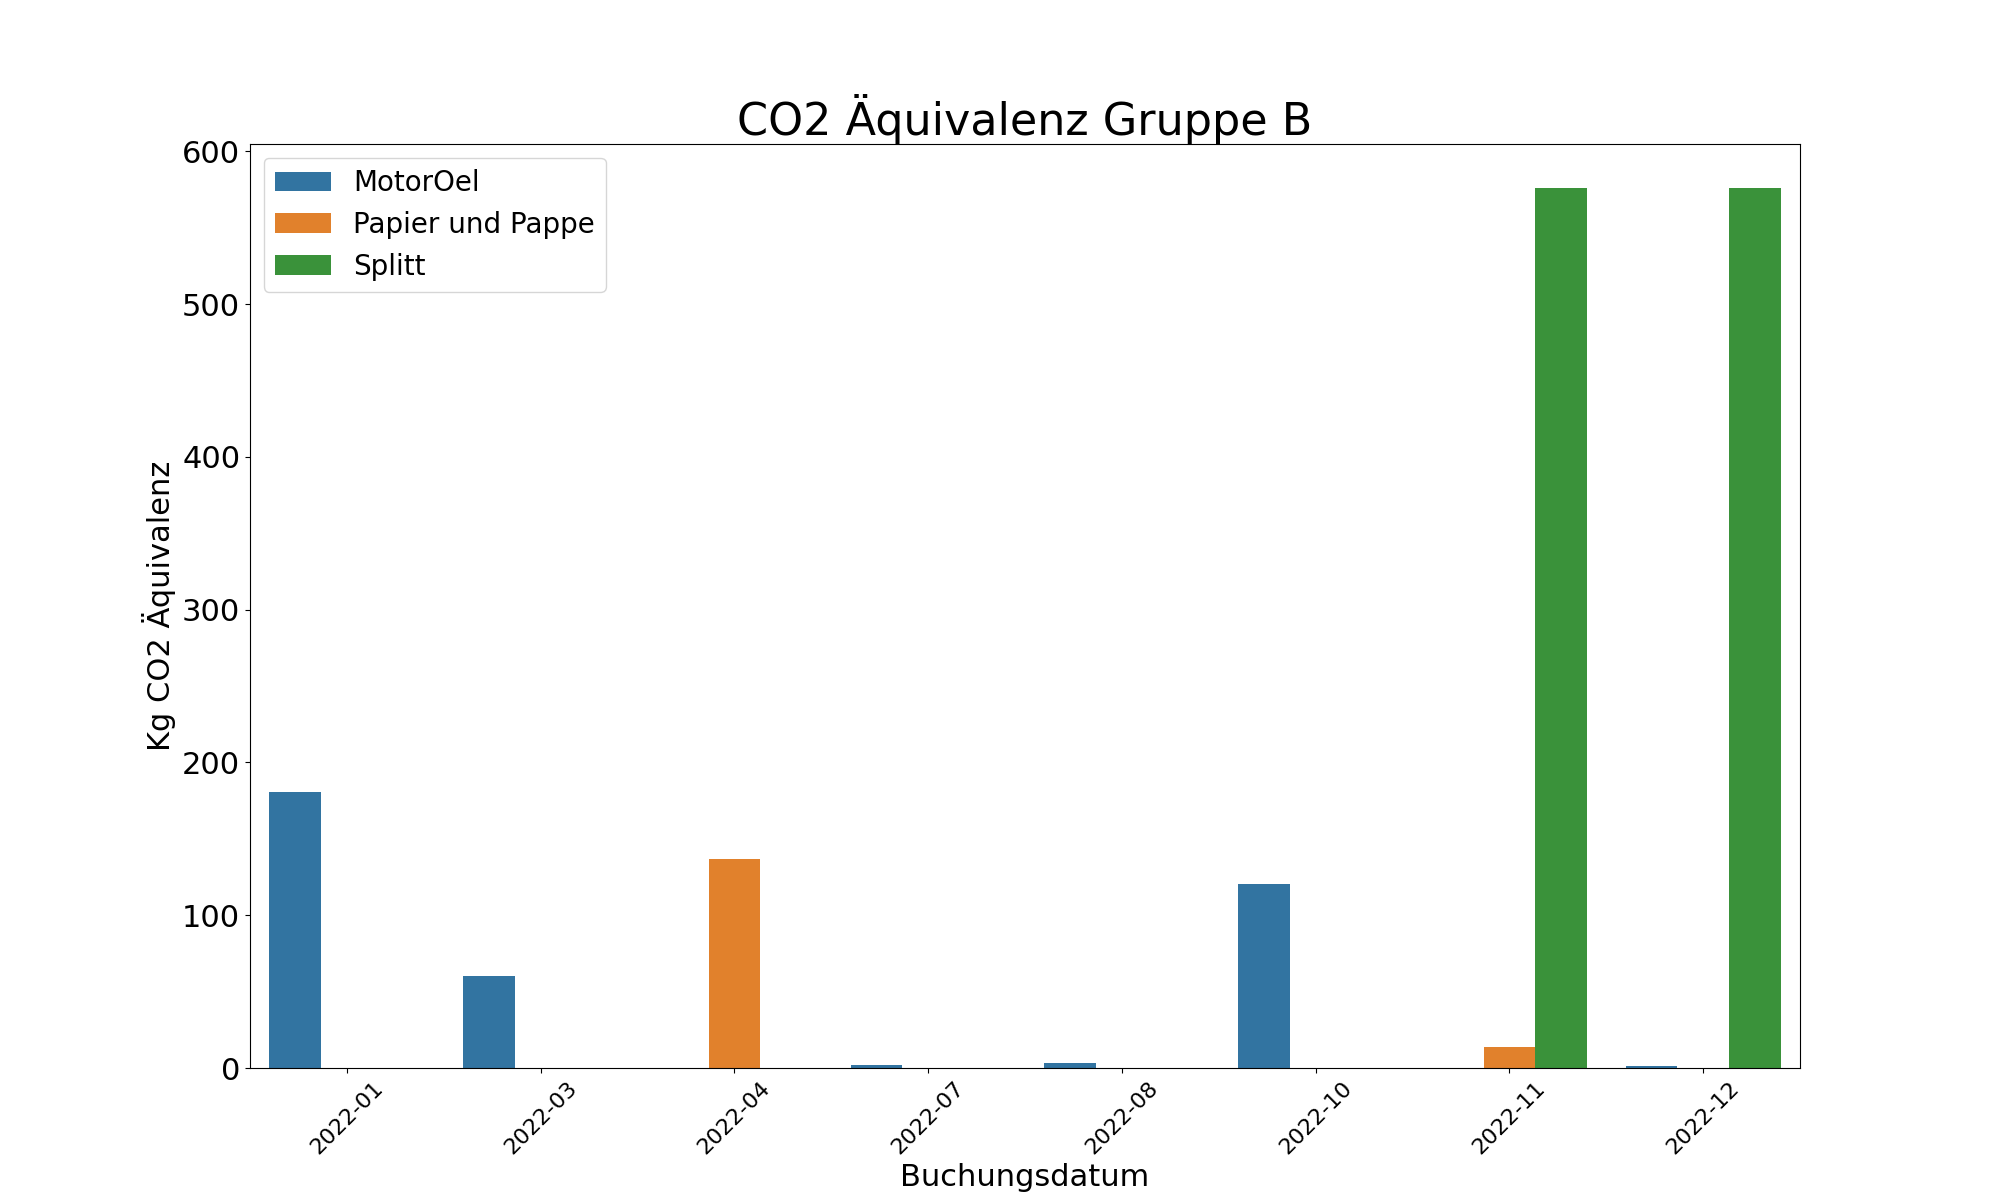 CO2 Äquivalenz Gruppe B
MotorOel
Papier und Pappe
Splitt
Kg CO2 Äquivalenz
600
500
400
300
200
100
0
2022-01
2022-03
2022-04
2022-07
2022-08
2022-10
2022-11
2022-12
Buchungsdatum